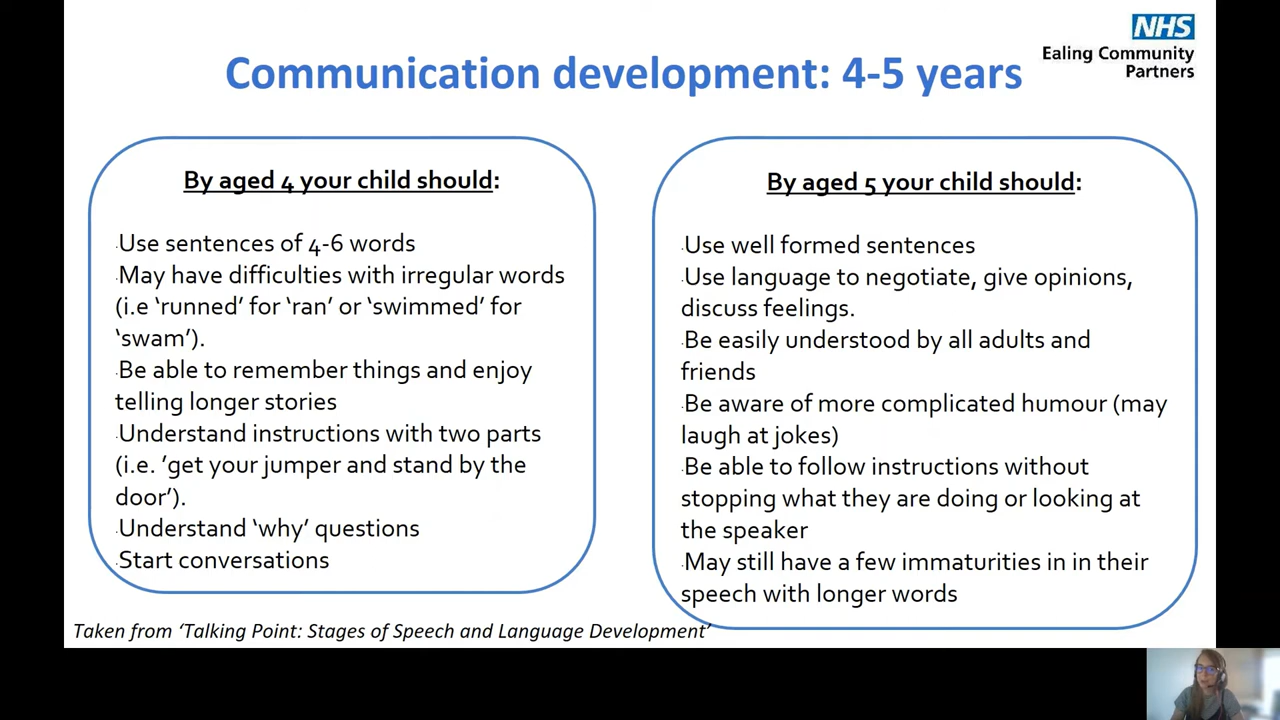 NHS
Ealing Community
Partners
Communication development: 4-5 years
By aged 4 your child should:
·Use sentences of 4-6 words
·May have difficulties with irregular words
(i.e ‘runned’ for ‘ran’ or ‘swimmed’ for
‘swam’).
·Be able to remember things and enjoy
telling longer stories
·Understand instructions with two parts
(i.e. ’get your jumper and stand by the
door’).
·Understand ‘why’ questions
·Start conversations
By aged 5 your child should:
·Use well formed sentences
·Use language to negotiate, give opinions,
discuss feelings.
·Be easily understood by all adults and
friends
·Be aware of more complicated humour (may
laugh at jokes)
·Be able to follow instructions without
stopping what they are doing or looking at
the speaker
·May still have a few immaturities in in their
speech with longer words
Taken from ‘Talking Point: Stages of Speech and Language Development’